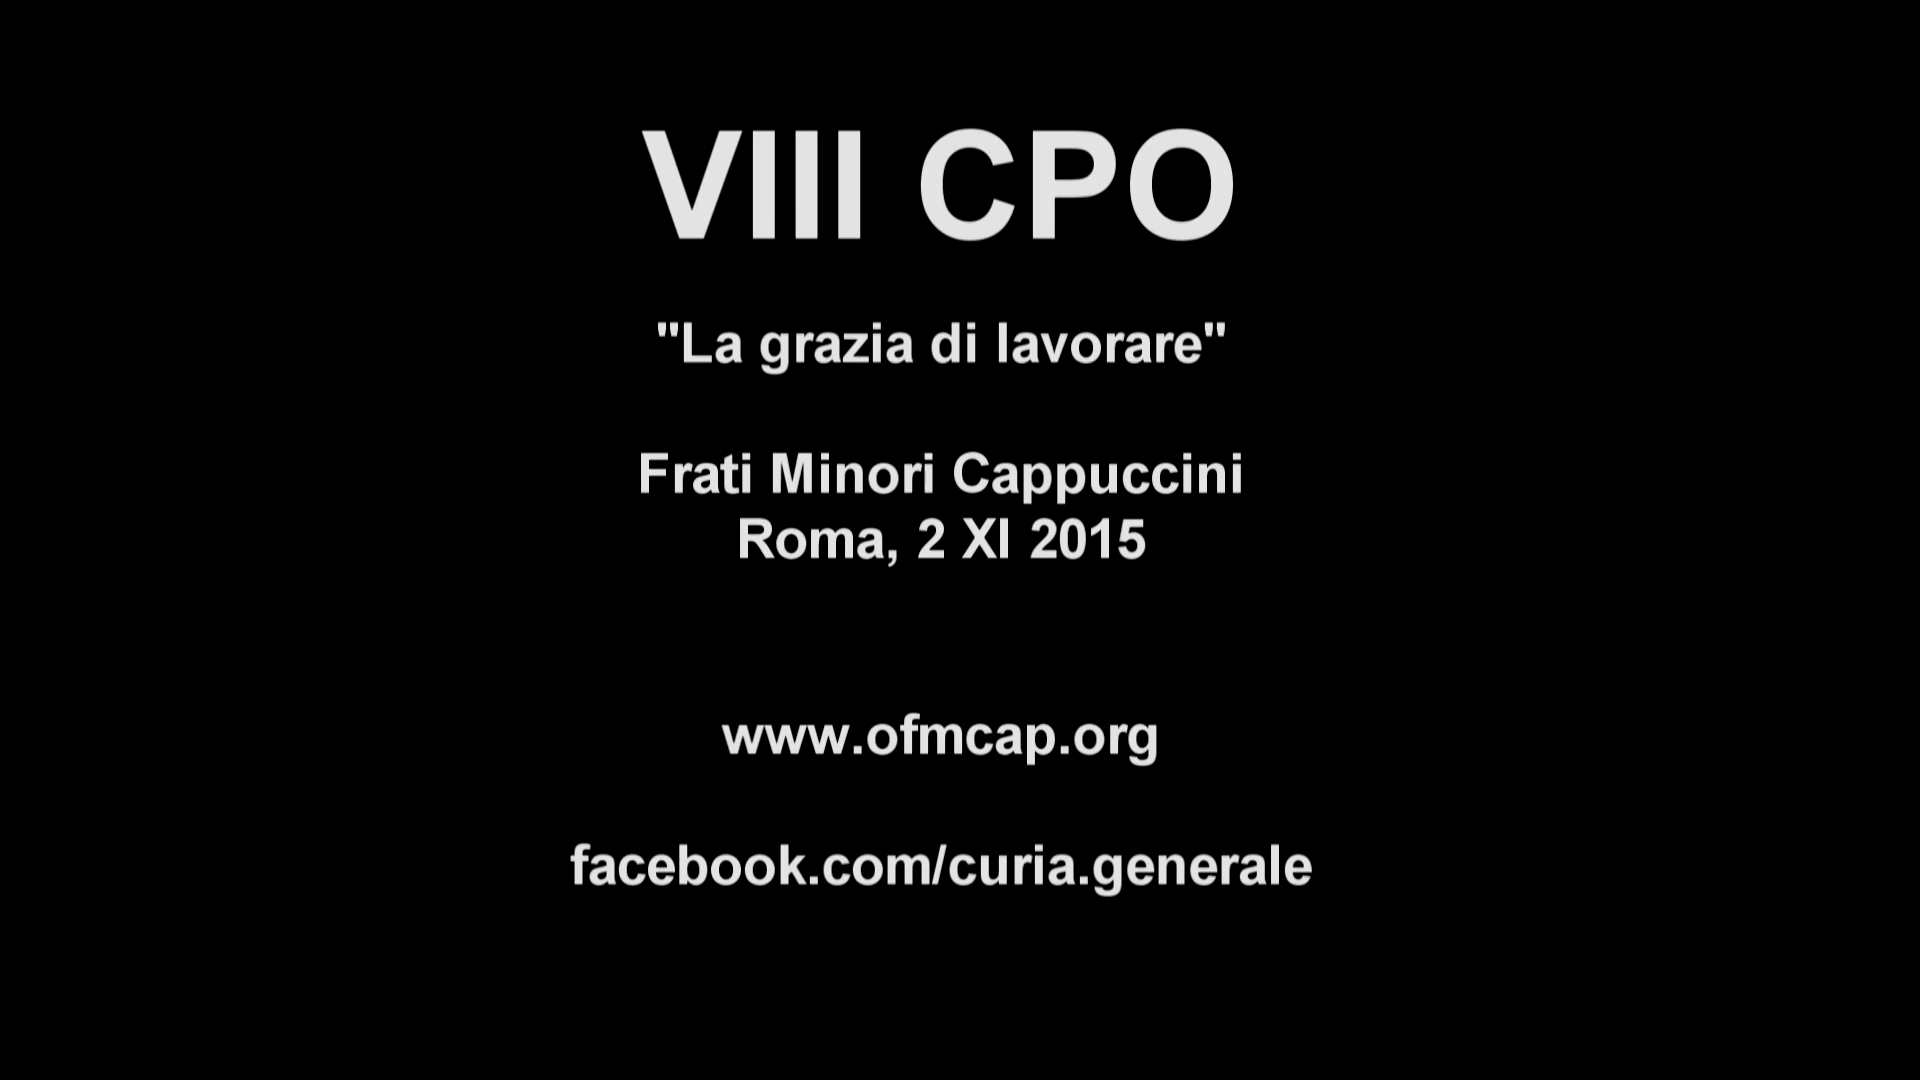 VIII CPO
"La grazia di lavorare"
Frati Minori Cappuccini
Roma, 2 XI 2015
www.ofmcap.org
facebook.com/curia.generale